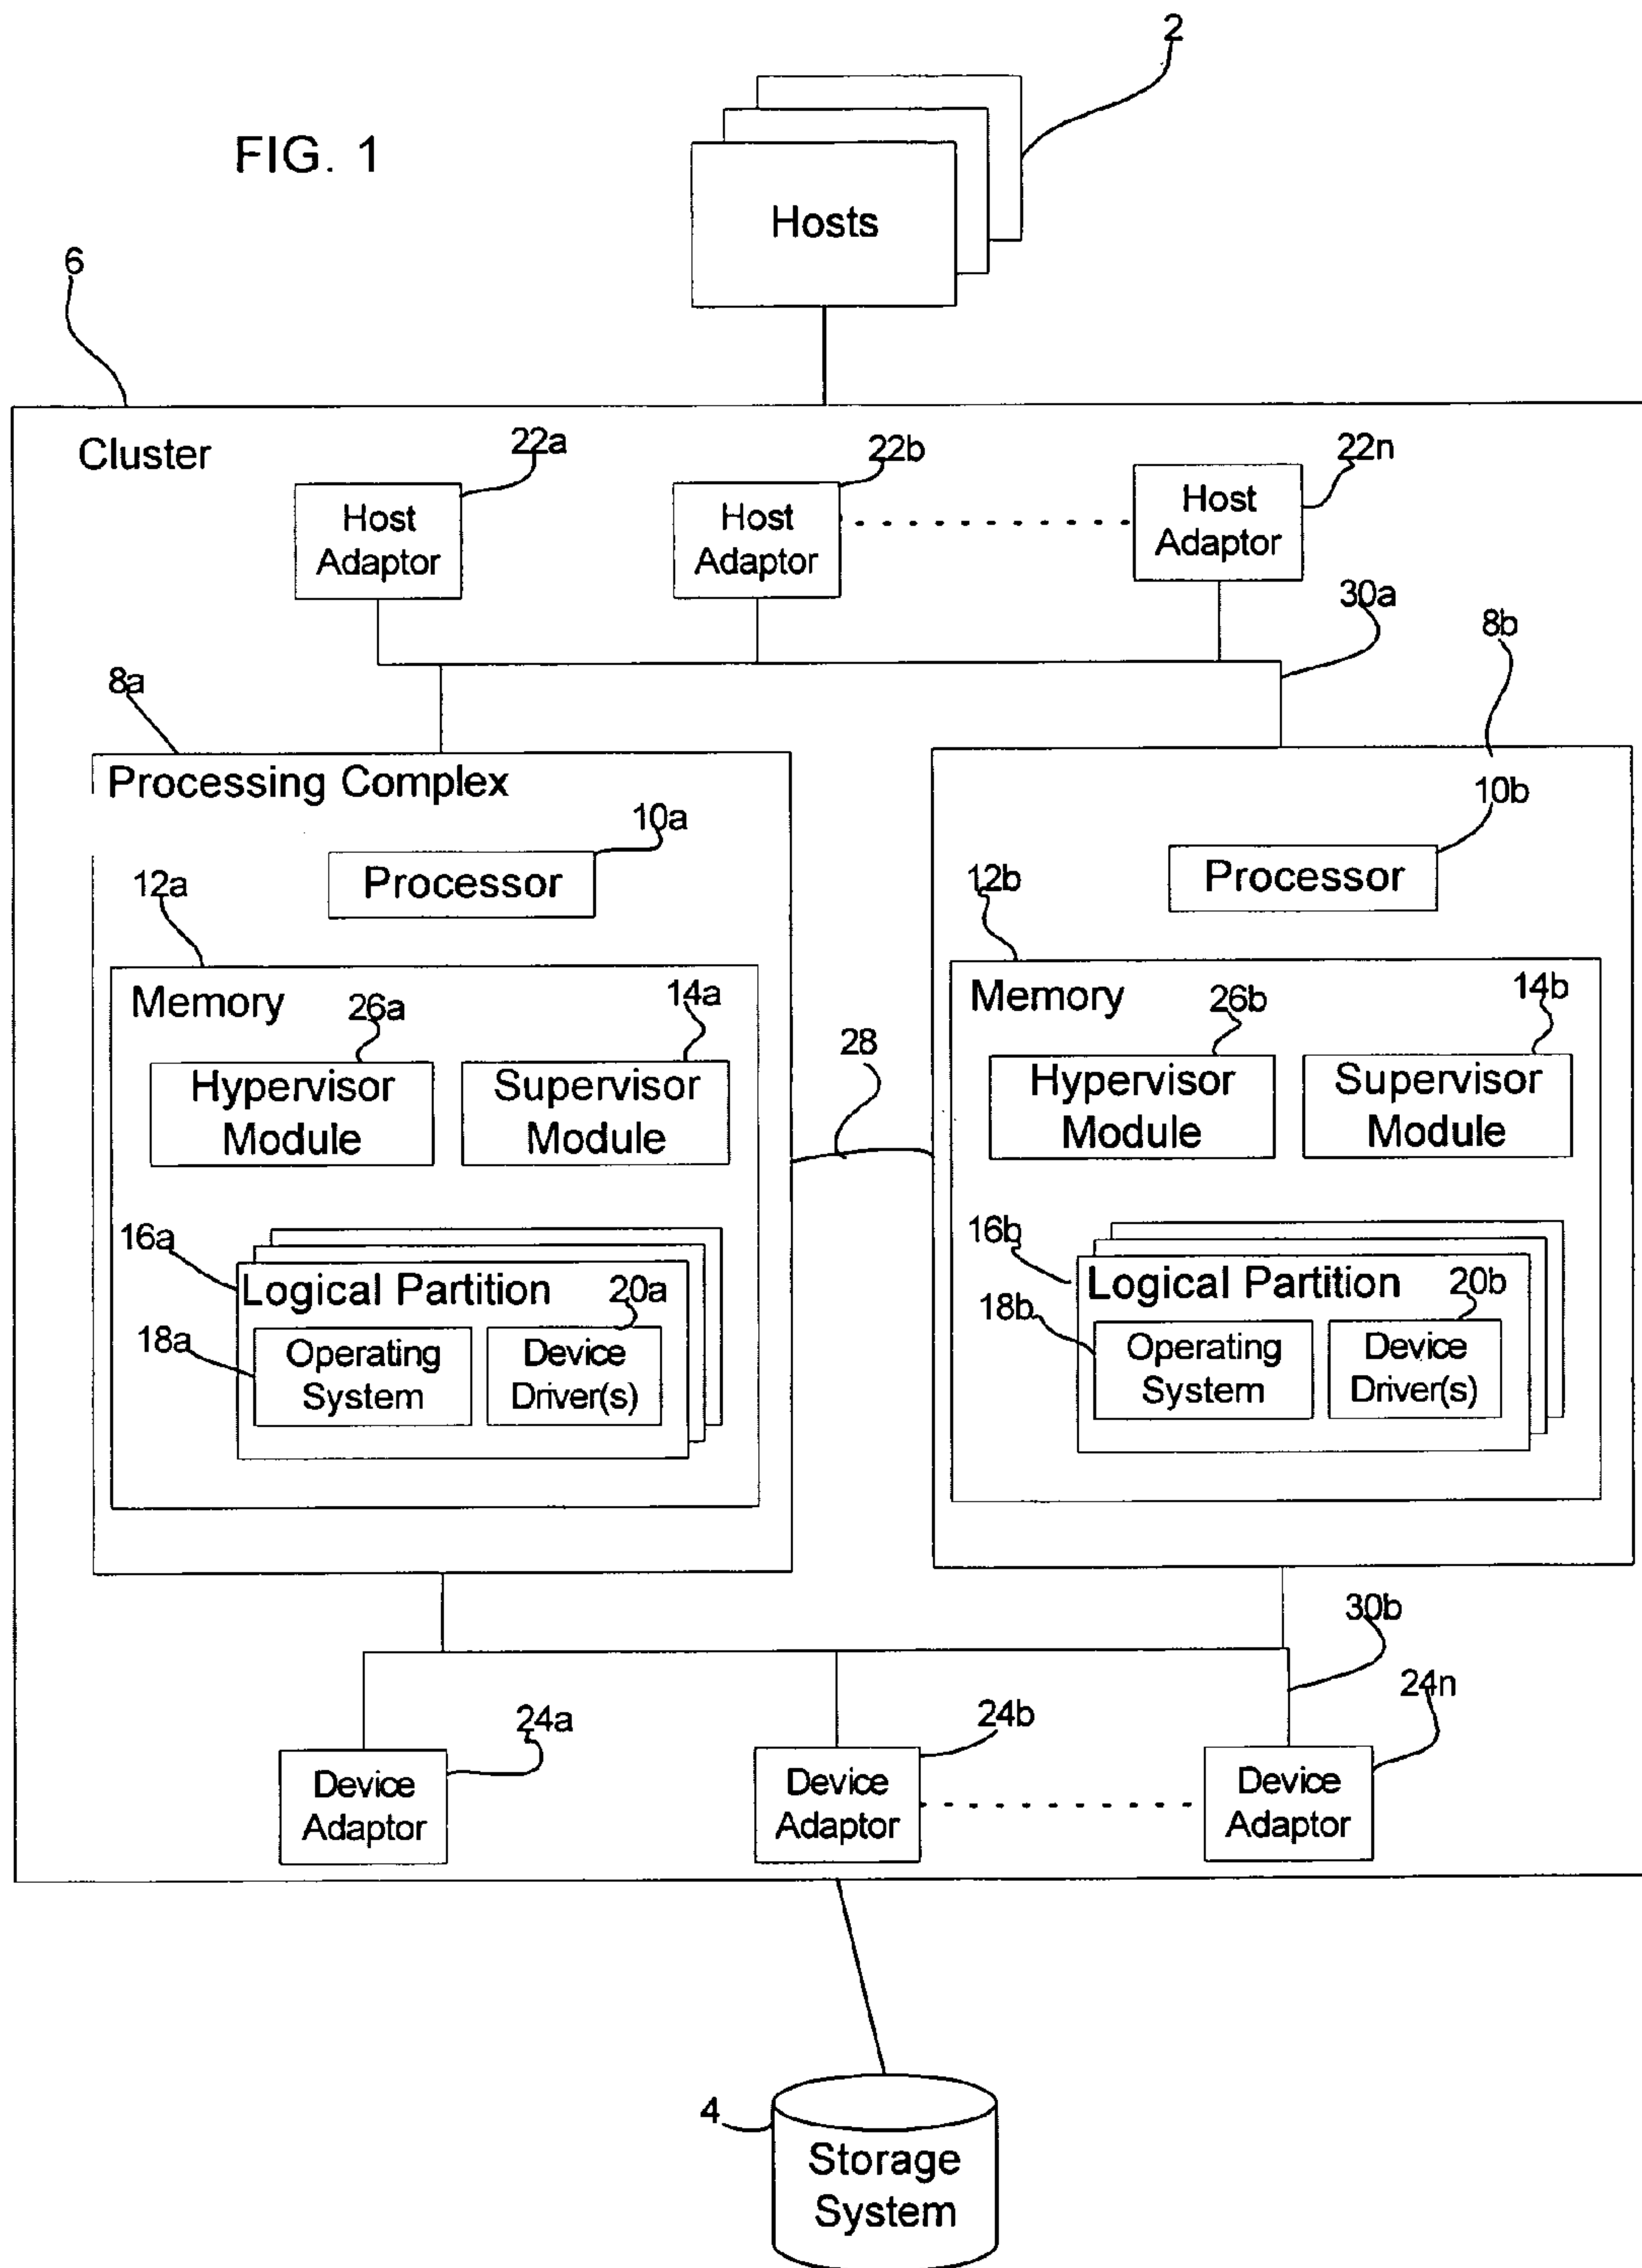 2
FIG. 1
Hosts
6
Cluster
22a
22b
22n
Host
Adaptor
Host
Adaptor
Host
Adaptor
30a
8b
8a
Processing Complex
10a
10b
Processor
Processor
12a
12b
Memory
26a
14a
Memory
26b
14b
Hypervisor
Module
Supervisor
Module
28
Hypervisor
Module
Supervisor
Module
16a
Logical Partition
20a
18a
Operating
System
Device
Driver(s)
16b
Logical Partition
20b
18b
Operating
System
Device
Driver(s)
30b
24a
24b
24n
Device
Adaptor
Device
Adaptor
Device
Adaptor
4
Storage
System